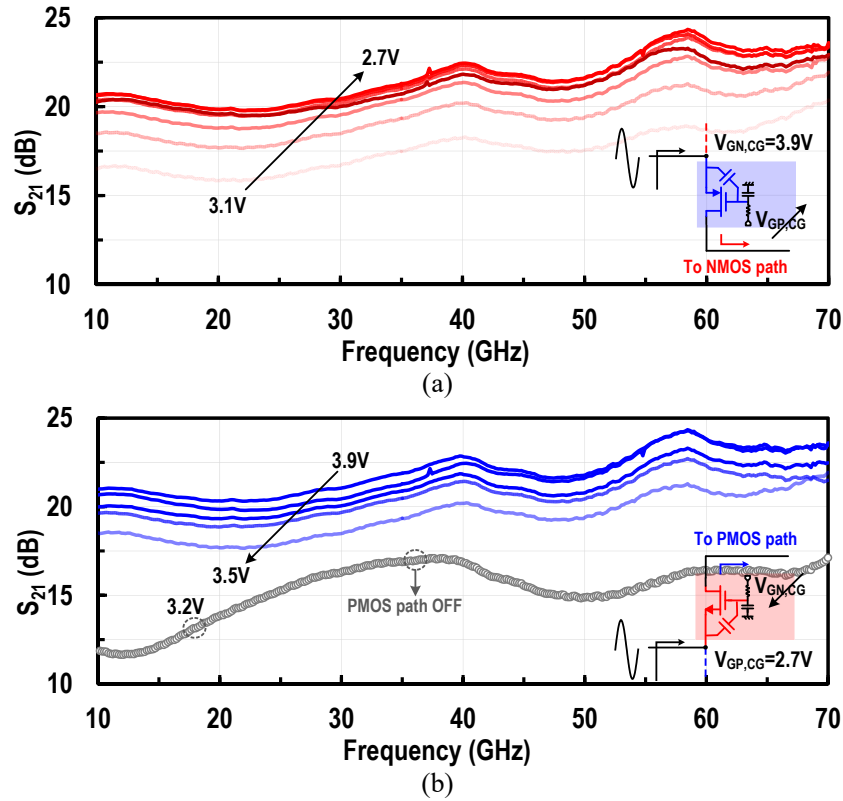 25
20
15
10
S21 (dB)
2.7V
3.1V
VGN,CG=3.9V
VGP,CG
To NMOS path
10 20 30 40 50 60 70
Frequency (GHz)
(a)
25
20
15
10
S21 (dB)
3.9V
3.5V
3.2V
PMOS path OFF
To PMOS path
VGN,CG
VGP,CG=2.7V
10 20 30 40 50 60 70
Frequency (GHz)
(b)